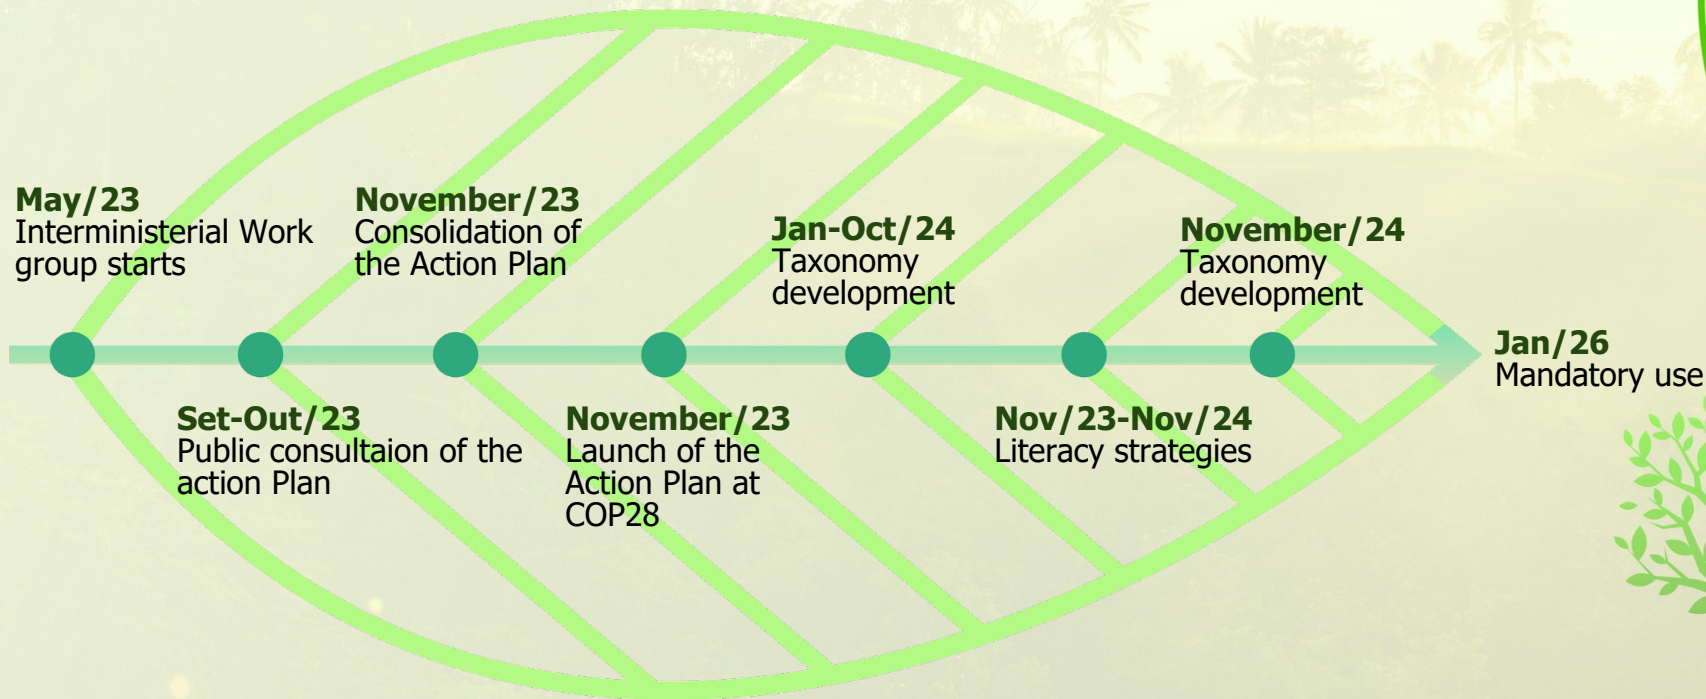 May/23
Interministerial Work
group starts
Set-Out/23
Public consultaion of the
action Plan
November/23
Consolidation of
the Action Plan
November/23
Launch of the
Action Plan at
COP28
Jan-Oct/24
Taxonomy
development
Nov/23-Nov/24
Literacy strategies
November/24
Taxonomy
development
Jan/26
Mandatory use